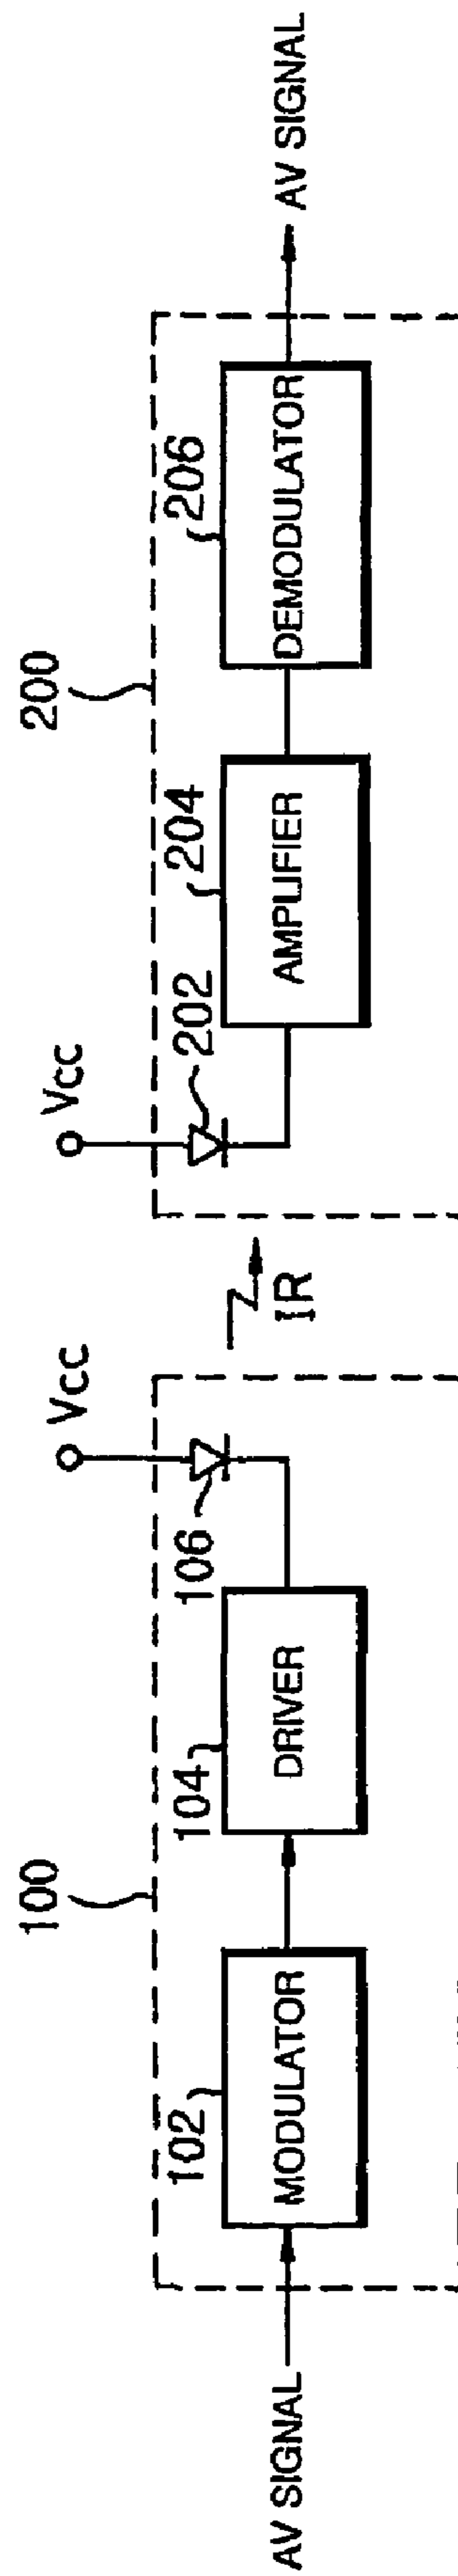 100
200
Vcc
Vcc
102
104
106
202
204
206
AV SIGNAL
MODULATOR
DRIVER
IR
AMPLIFIER
DEMODULATOR
AV SIGNAL